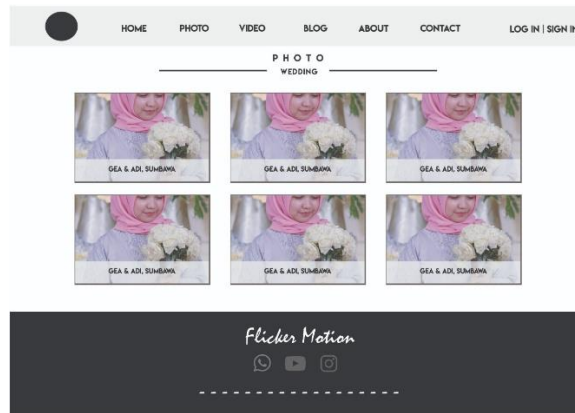 HOME PHOTO VIDEO BLOG ABOUT CONTACT LOG IN | SIGN IN
PHOTO
WEDDING
GEA & ADI, SUMBAWA GEA & ADI, SUMBAWA GEA & ADI, SUMBAWA
GEA & ADI, SUMBAWA GEA & ADI, SUMBAWA GEA & ADI, SUMBAWA
Flicker Motion